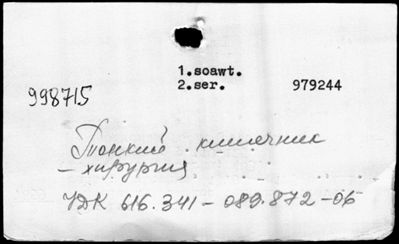 1.soawt.
2.ser. 979244
998715
Тонкий кишечник
– хирургия
УДК 616.341–089.872–06